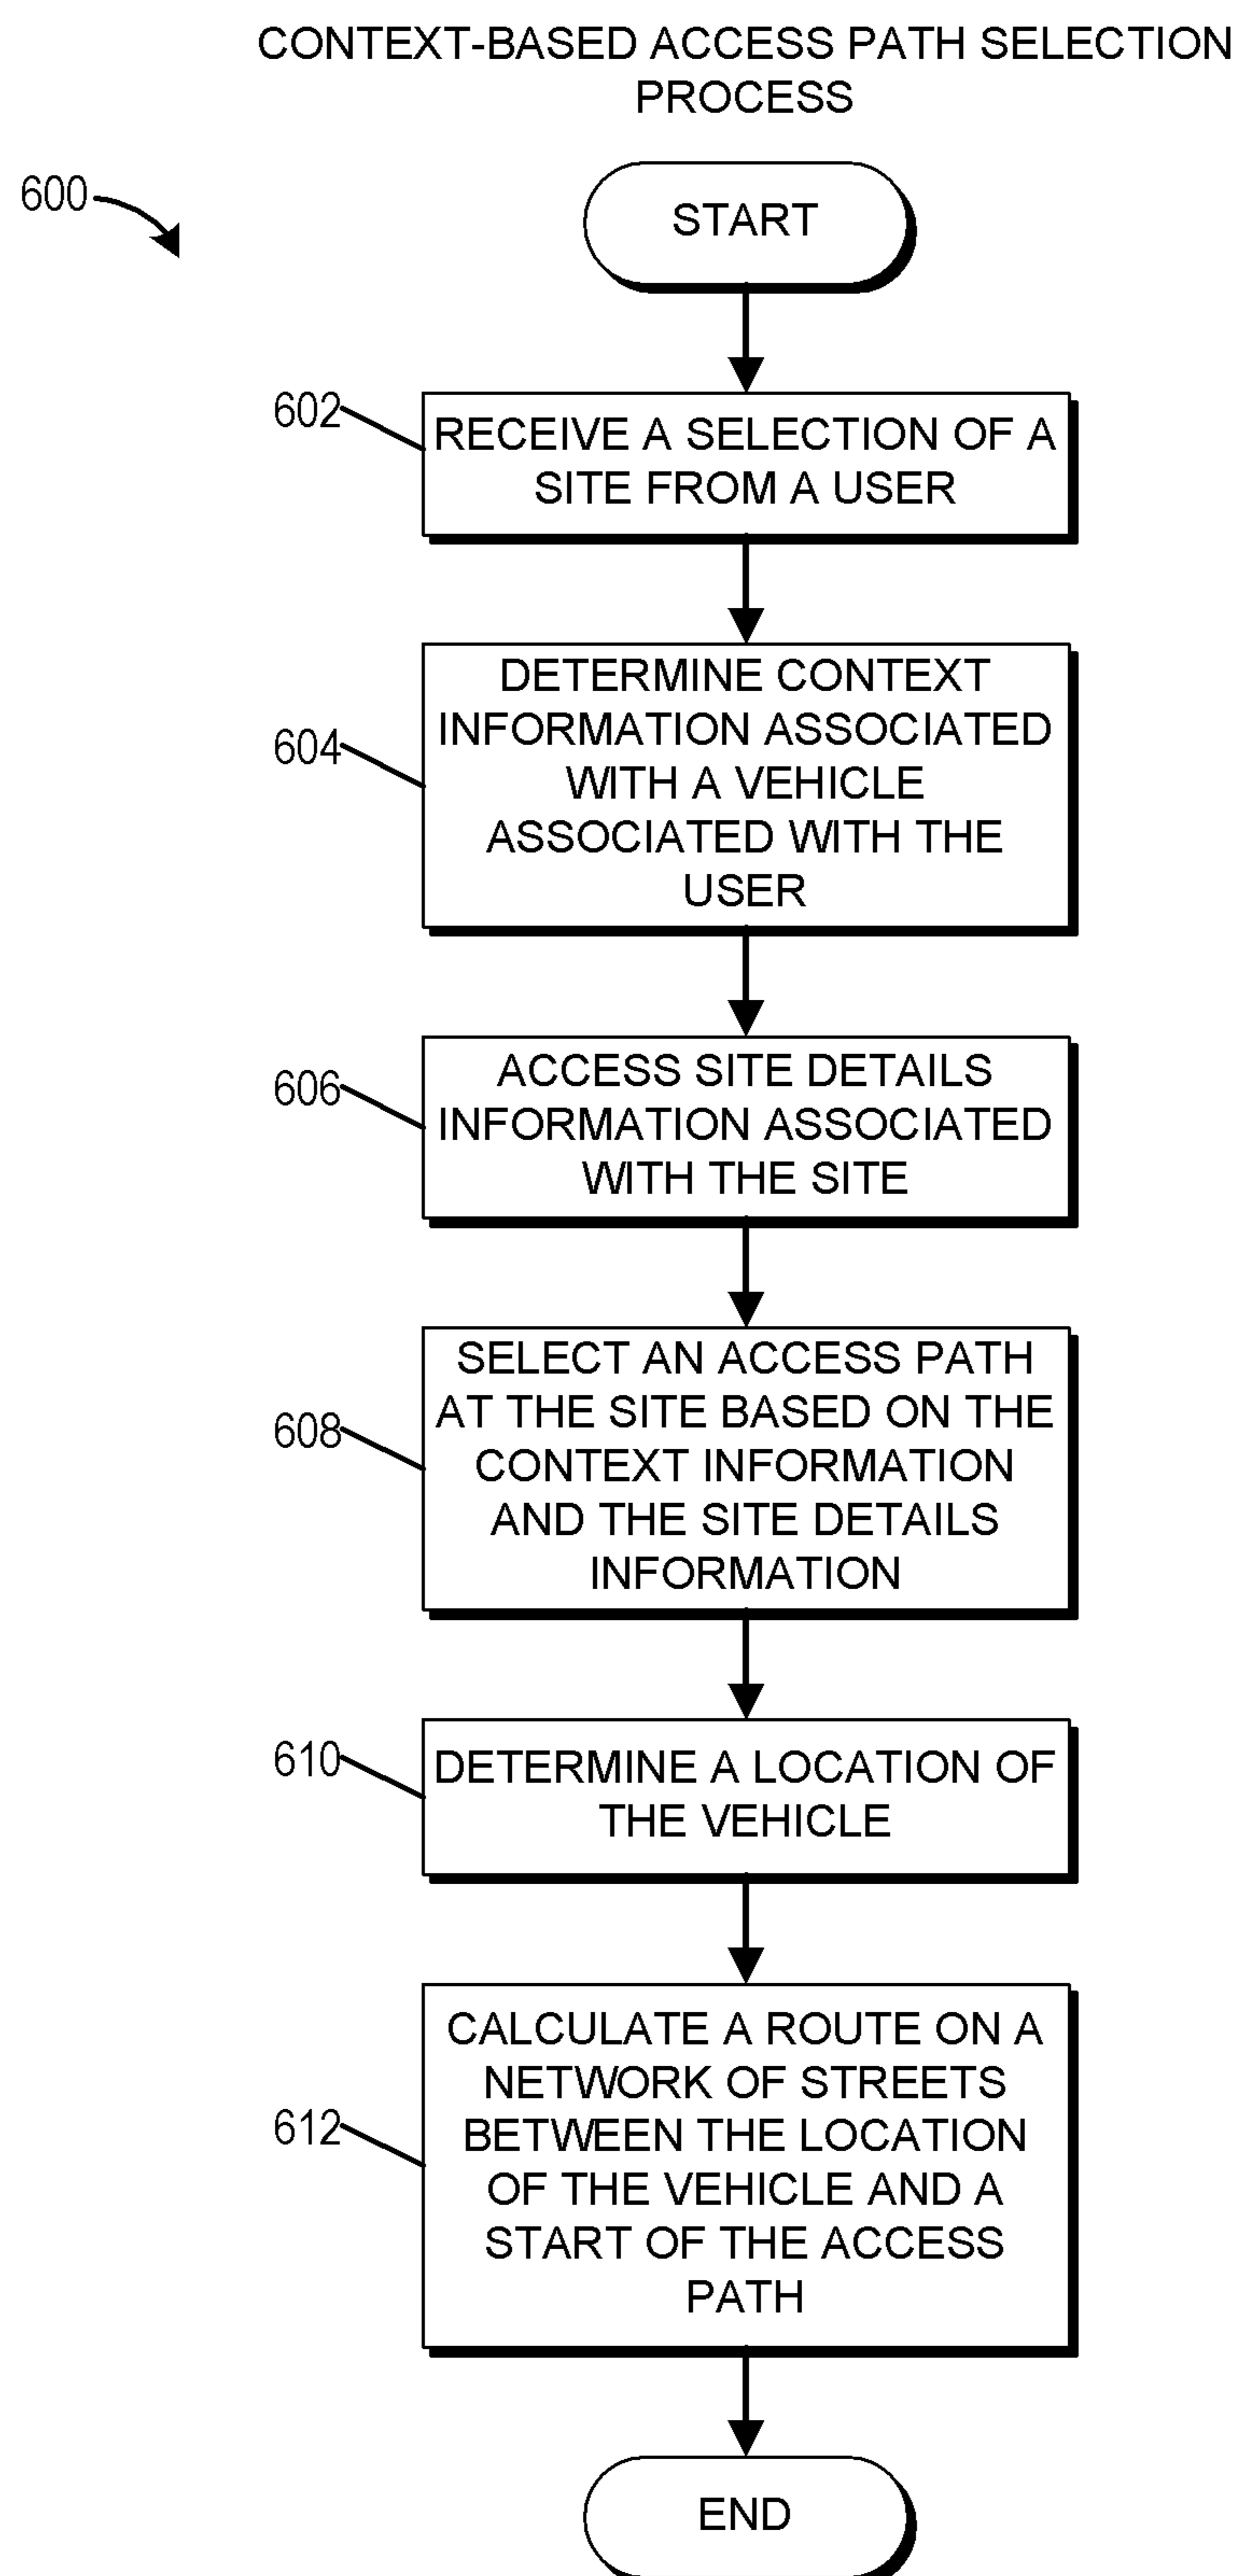 CONTEXT-BASED ACCESS PATH SELECTION
PROCESS
600
START
602
RECEIVE A SELECTION OF A
SITE FROM A USER
604
DETERMINE CONTEXT
INFORMATION ASSOCIATED
WITH A VEHICLE
ASSOCIATED WITH THE
USER
606
ACCESS SITE DETAILS
INFORMATION ASSOCIATED
WITH THE SITE
608
SELECT AN ACCESS PATH
AT THE SITE BASED ON THE
CONTEXT INFORMATION
AND THE SITE DETAILS
INFORMATION
610
DETERMINE A LOCATION OF
THE VEHICLE
612
CALCULATE A ROUTE ON A
NETWORK OF STREETS
BETWEEN THE LOCATION
OF THE VEHICLE AND A
START OF THE ACCESS
PATH
END